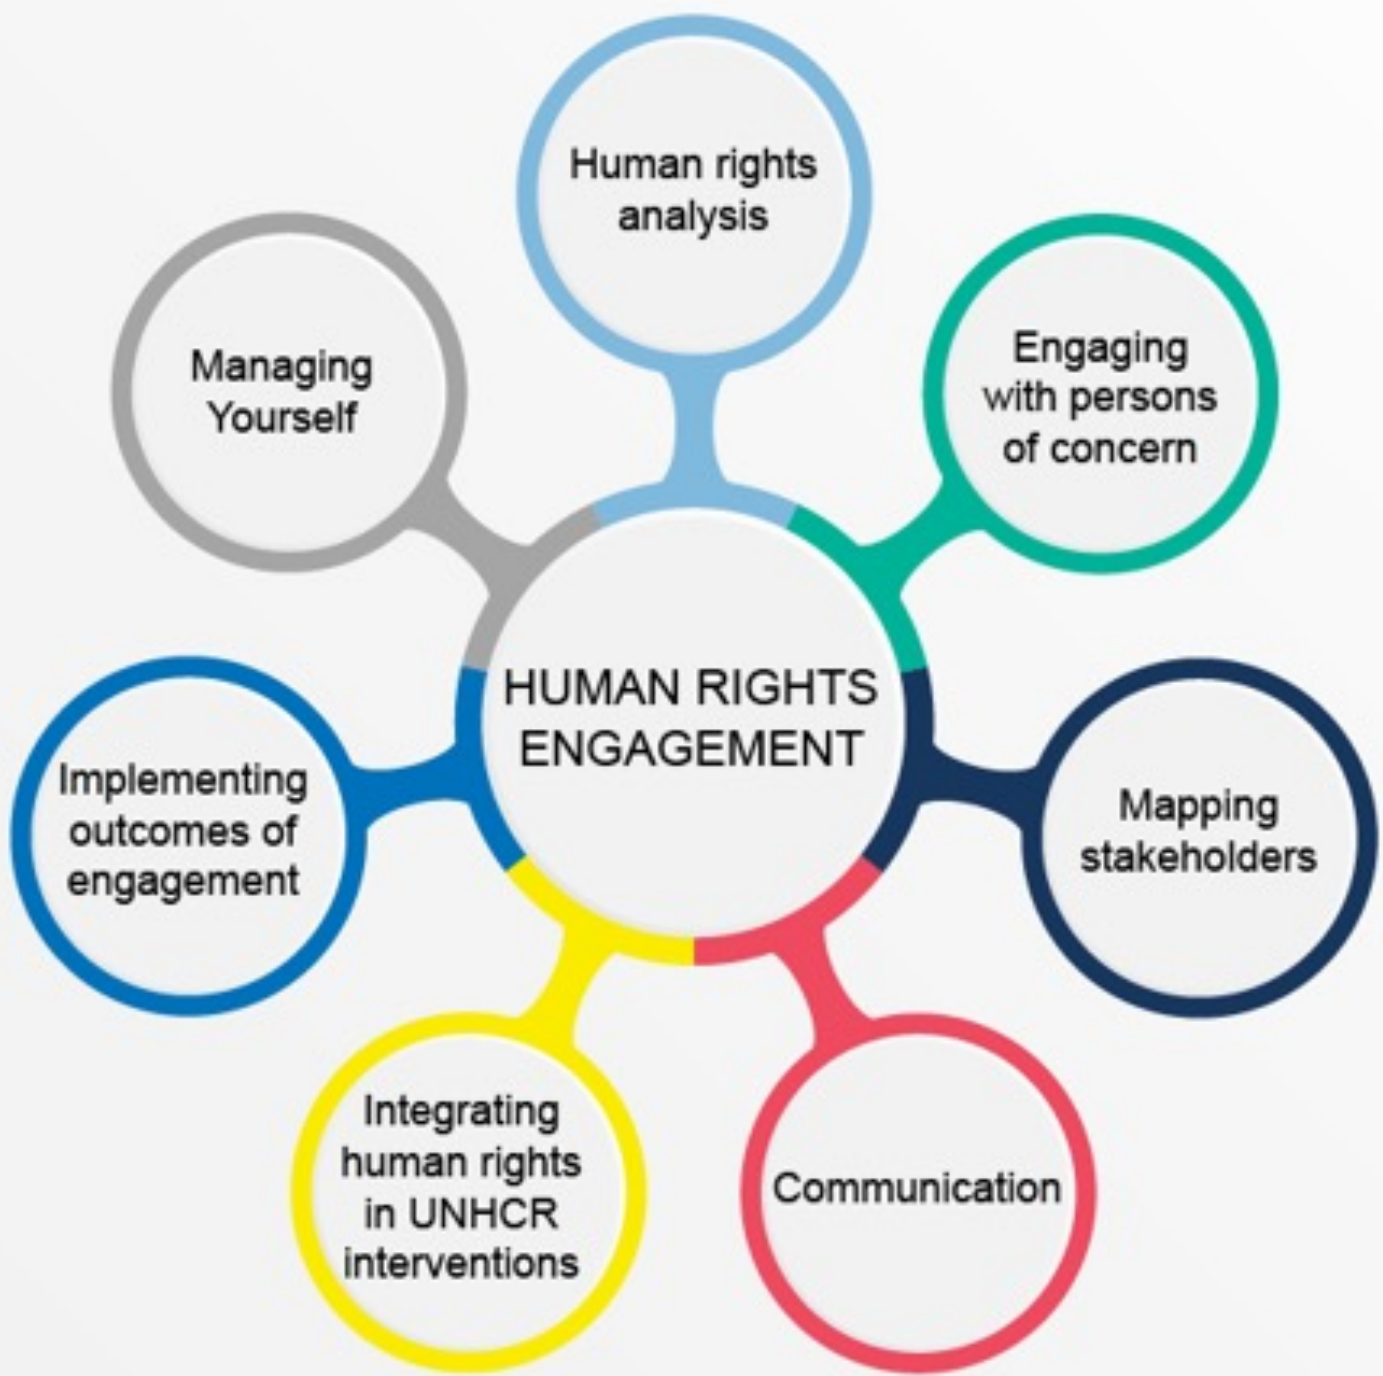 Human rights
analysis
Engaging
with persons
of concern
Mapping
stakeholders
Communication
Integrating
human rights
in UNHCR
interventions
Implementing
outcomes of
engagement
Managing
Yourself
HUMAN RIGHTS
ENGAGEMENT